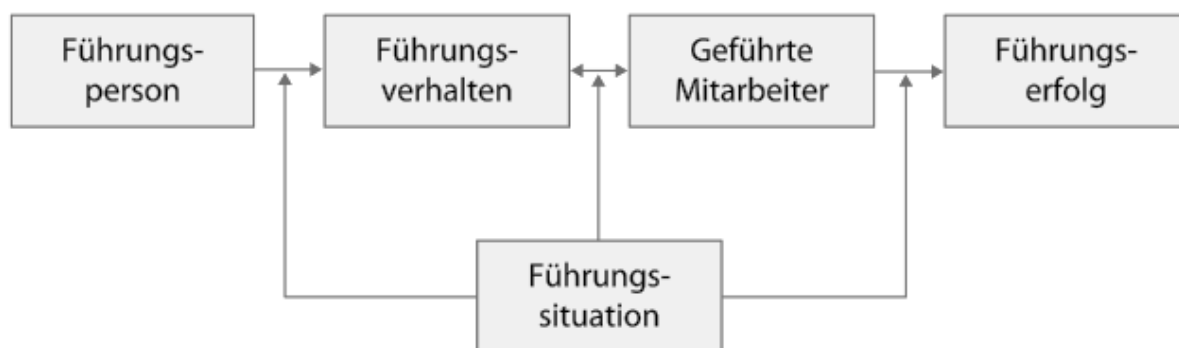 Führungs-
person
Führungs-
verhalten
Geführte
Mitarbeiter
Führungs-
erfolg
Führungs-
situation